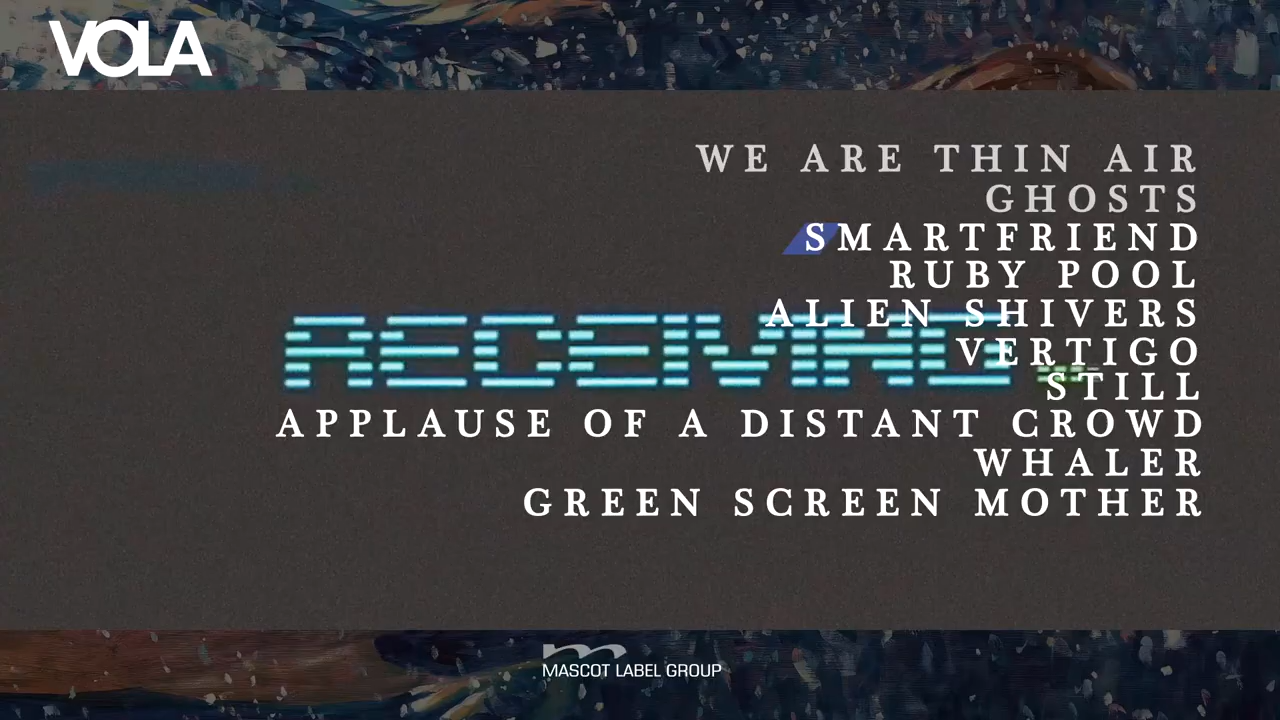 VOLA
WE ARE THIN AIR
GHOSTS
SMARTFRIEND
RUBY POOL
ALIEN SHIVERS
RECEIVING...
VERTIGO
STILL
APPLAUSE OF A DISTANT CROWD
WHALER
GREEN SCREEN MOTHER
m
MASCOT LABEL GROUP